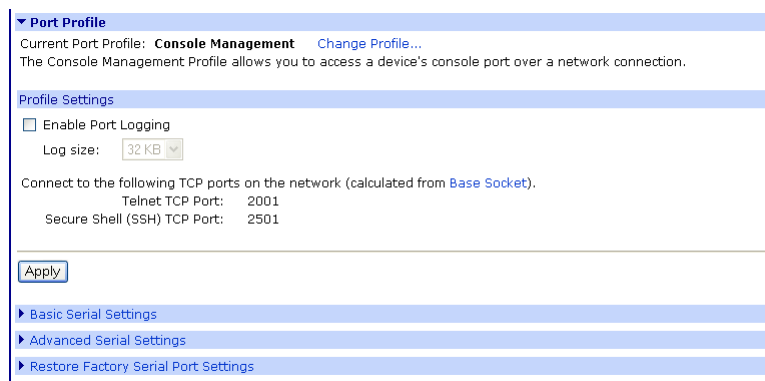 Port Profile
Current Port Profile: Console Management Change Profile...
The Console Management Profile allows you to access a device's console port over a network connection.
Profile Settings
Enable Port Logging
Log size: 32 KB
Connect to the following TCP ports on the network (calculated from Base Socket).
Telnet TCP Port: 2001
Secure Shell (SSH) TCP Port: 2501
Apply
Basic Serial Settings
Advanced Serial Settings
Restore Factory Serial Port Settings